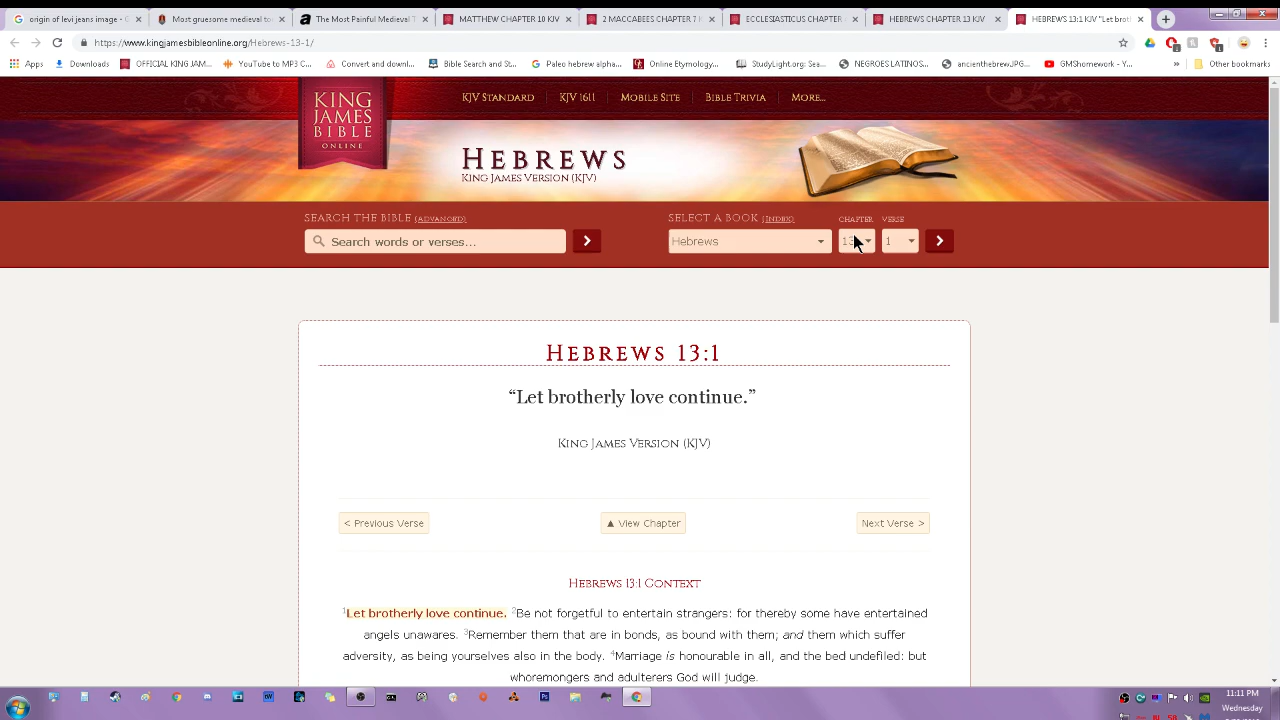 origin of levi jeans image - G
Most gruesome medieval to
The Most Painful Medieval T
MATTHEW CHAPTER
2 MACCABEES CHAPTER 7
ECCLESIASTICUS CHAPTER
HEBREWS CHAPTER 13
HEBREWS 13:1 KJV "Let brot
https://www.kingjamesbibleonline.org/Hebrews-13-1/
Apps Downloads OFFICIAL KING JAM... YouTube to MP3 C... Convert and downl... Bible Search and St... Paleo hebrew alpha... Online Etymology... StudyLight.org: Sea... NEGROES LATINOS... ancienthebrewJPG... GMShomework - Y... » Other bookmarks
KING JAMES BIBLE ONLINE
KJV STANDARD KJV 1611 MOBILE SITE BIBLE TRIVIA MORE...
HEBREWS
KING JAMES VERSION (KJV)
SEARCH THE BIBLE (ADVANCED) SELECT A BOOK (INDEX) CHAPTER VERSE
Search words or verses... Hebrews 13 1
HEBREWS 13:1
“Let brotherly love continue.”
KING JAMES VERSION (KJV)
< Previous Verse ▲ View Chapter Next Verse >
HEBREWS 13:1 CONTEXT
1Let brotherly love continue. 2Be not forgetful to entertain strangers: for thereby some have entertained
angels unawares. 3Remember them that are in bonds, as bound with them; and them which suffer
adversity, as being yourselves also in the body. 4Marriage is honourable in all, and the bed undefiled: but
whoremongers and adulterers God will judge.
11:11 PM
Wednesday